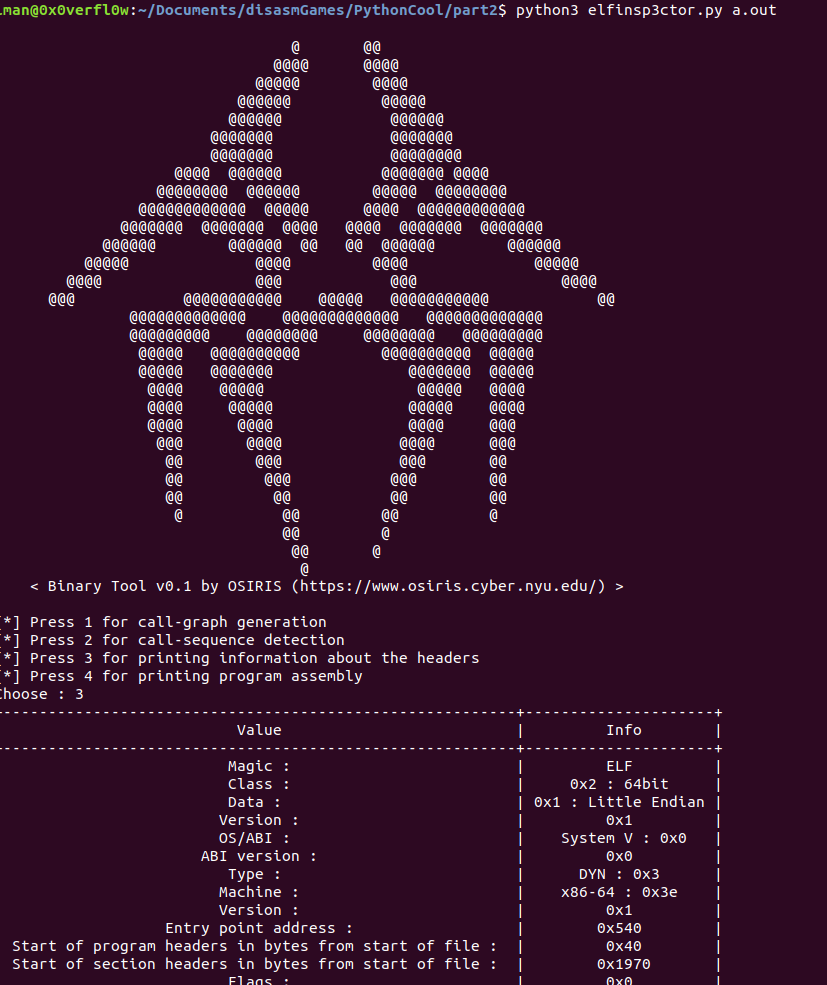 man@0x0verfl0w:~/Documents/disasmGames/PythonCool/part2$ python3 elfinsp3ctor.py a.out
< Binary Tool v0.1 by OSIRIS (https://www.osiris.cyber.nyu.edu/) >
[*] Press 1 for call-graph generation
[*] Press 2 for call-sequence detection
[*] Press 3 for printing information about the headers
[*] Press 4 for printing program assembly
Choose : 3
Value | Info |
Magic : | ELF |
Class : | 0x2 : 64bit |
Data : | 0x1 : Little Endian |
Version : | 0x1 |
OS/ABI : | System V : 0x0 |
ABI version : | 0x0 |
Type : | DYN : 0x3 |
Machine : | x86-64 : 0x3e |
Version : | 0x1 |
Entry point address : | 0x540 |
Start of program headers in bytes from start of file : | 0x40 |
Start of section headers in bytes from start of file : | 0x1970 |
Flags : | 0x0 |